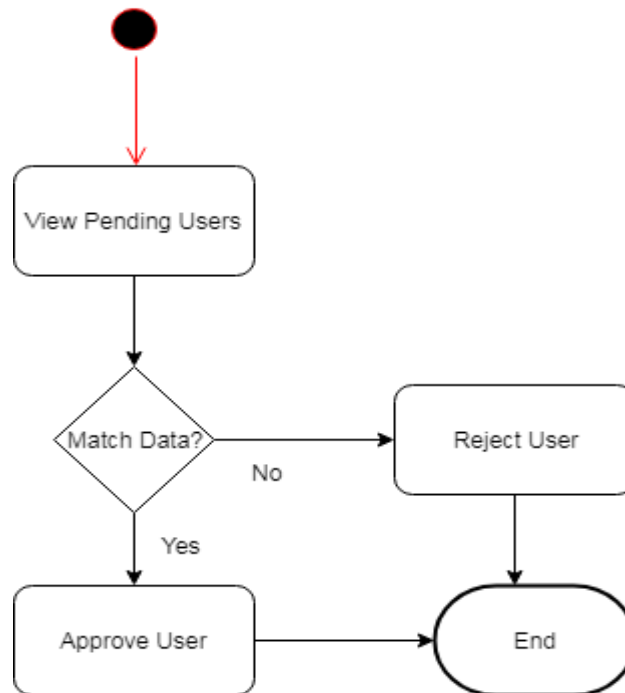 View Pending Users
Match Data?
No
Reject User
Yes
Approve User
End